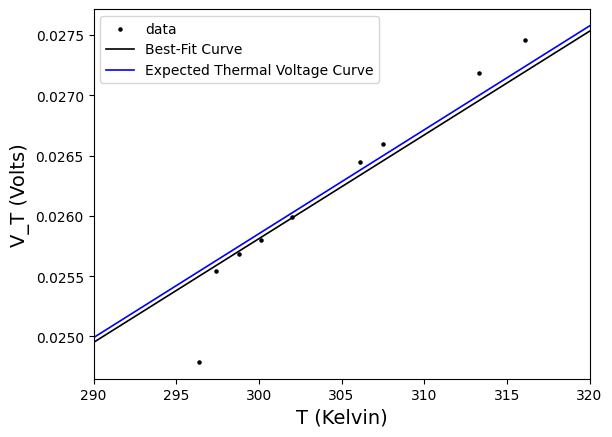 data
Best-Fit Curve
Expected Thermal Voltage Curve
0.0275
0.0270
0.0265
0.0260
0.0255
0.0250
V_T (Volts)
290
295
300
305
310
315
320
T (Kelvin)